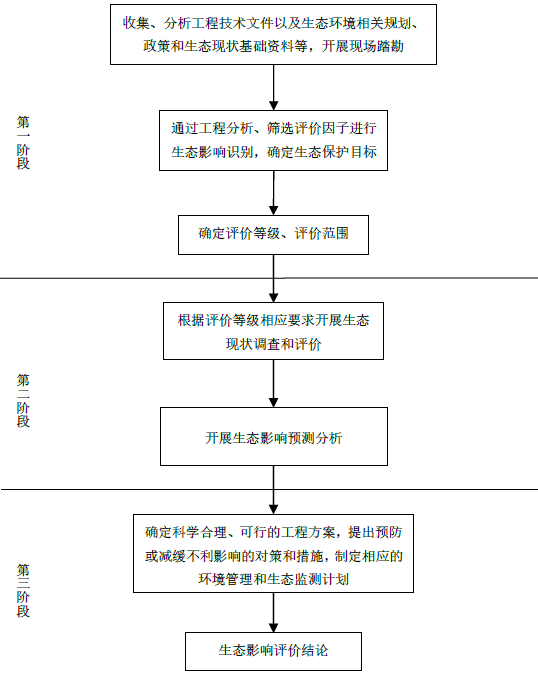 收集、分析工程技术文件以及生态环境相关规划、
政策和生态现状基础资料等，开展现场踏勘
第一阶段
通过工程分析、筛选评价因子进行
生态影响识别，确定生态保护目标
确定评价等级、评价范围
根据评价等级相应要求开展生态
现状调查和评价
第二阶段
开展生态影响预测分析
确定科学合理、可行的工程方案，提出预防
或减缓不利影响的对策和措施，制定相应的
环境管理和生态监测计划
第三阶段
生态影响评价结论